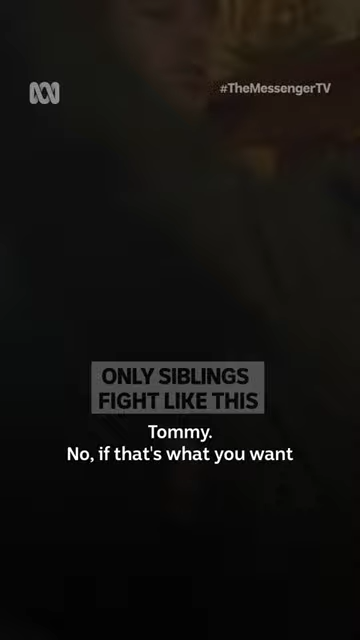 #TheMessengerTV
ONLY SIBLINGS
FIGHT LIKE THIS
Tommy.
No, if that's what you want